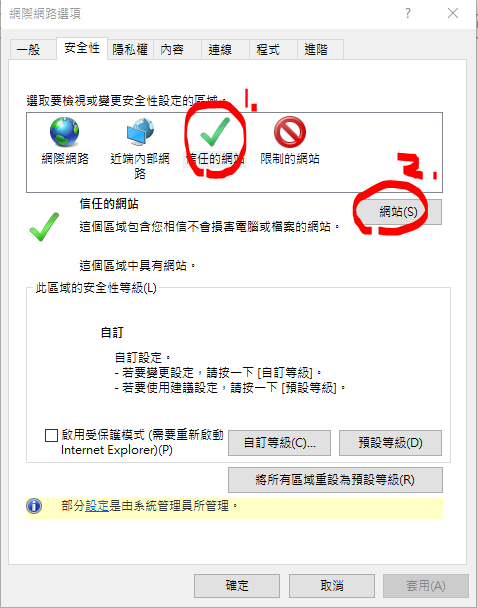 網際網路選項
一般
安全性
隱私權
內容
連線
程式
進階
選取要檢視或變更安全性設定的區域。
1.
網際網路
近端內部網路
信任的網站
限制的網站
2.
信任的網站
網站(S)
這個區域包含您相信不會損害電腦或檔案的網站。
這個區域中具有網站。
此區域的安全性等級(L)
自訂
自訂設定。
- 若要變更設定，請按一下 [自訂等級]。
- 若要使用建議設定，請按一下 [預設等級]。
啟用受保護模式 (需要重新啟動
Internet Explorer)(P)
自訂等級(C)...
預設等級(D)
將所有區域重設為預設等級(R)
部分設定是由系統管理員所管理。
確定
取消
套用(A)